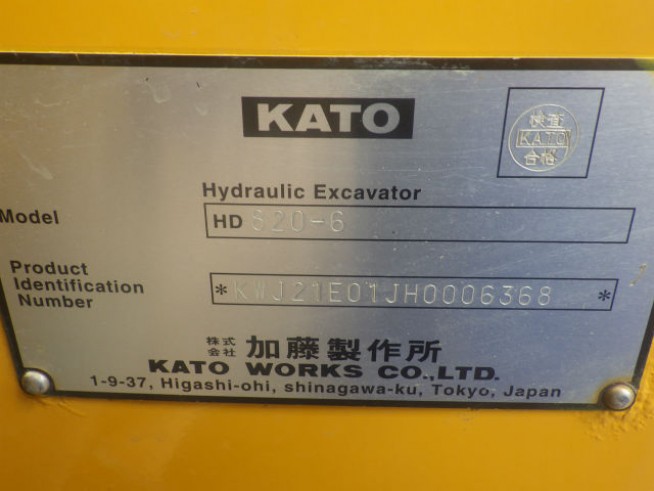 KATO
検査
KATO
合格
Hydraulic Excavator
Model HD 820-6
Product
Identification
Number
*KWJ21E01JH0006368*
株式
会社 加藤製作所
KATO WORKS CO.,LTD.
1-9-37, Higashi-ohi, shinagawa-ku, Tokyo, Japan